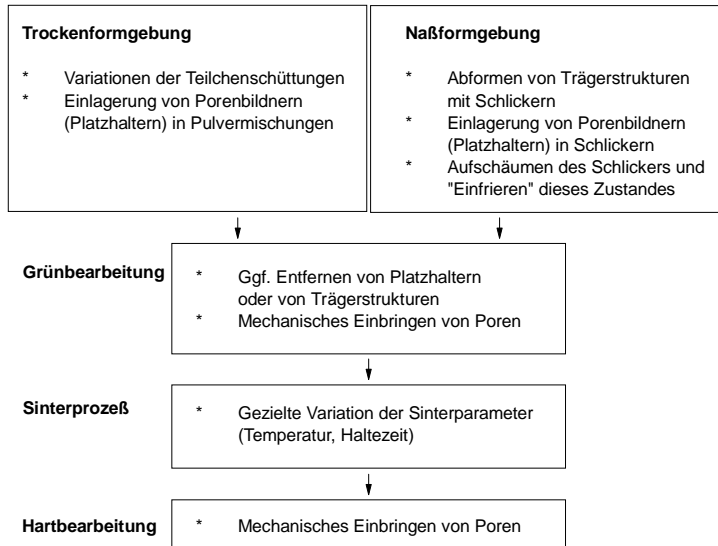 Trockenformgebung
* Variationen der Teilchenschüttungen
* Einlagerung von Porenbildnern
(Platzhaltern) in Pulvermischungen
Naßformgebung
* Abformen von Trägerstrukturen
mit Schlickern
* Einlagerung von Porenbildnern
(Platzhaltern) in Schlickern
* Aufschäumen des Schlickers und
"Einfrieren" dieses Zustandes
Grünbearbeitung
* Ggf. Entfernen von Platzhaltern
oder von Trägerstrukturen
* Mechanisches Einbringen von Poren
Sinterprozeß
* Gezielte Variation der Sinterparameter
(Temperatur, Haltezeit)
Hartbearbeitung
* Mechanisches Einbringen von Poren